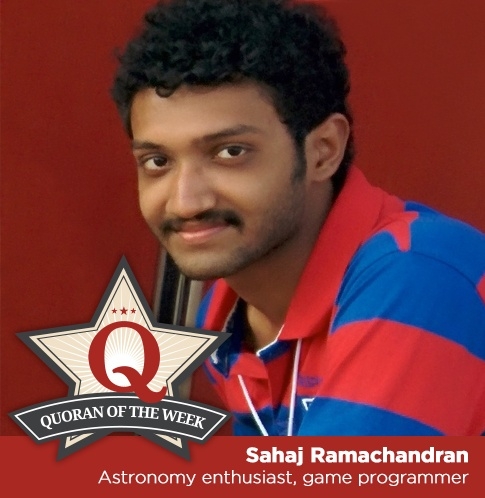 Q
QUORAN OF THE WEEK
Sahaj Ramachandran
Astronomy enthusiast, game programmer